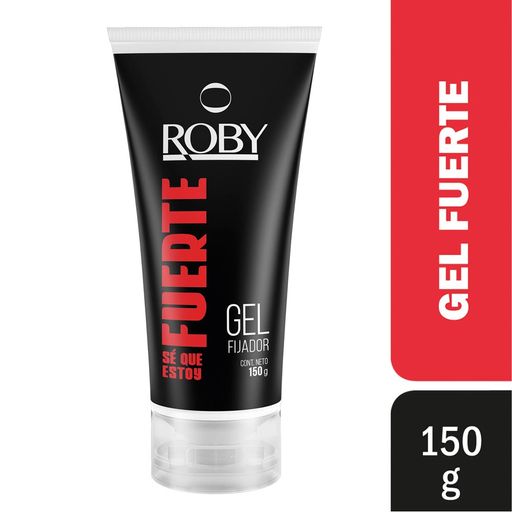 ROBY
SÉ QUE
ESTOY
FUERTE
GEL
FIJADOR
CONT. NETO
150 g
GEL FUERTE
150
g